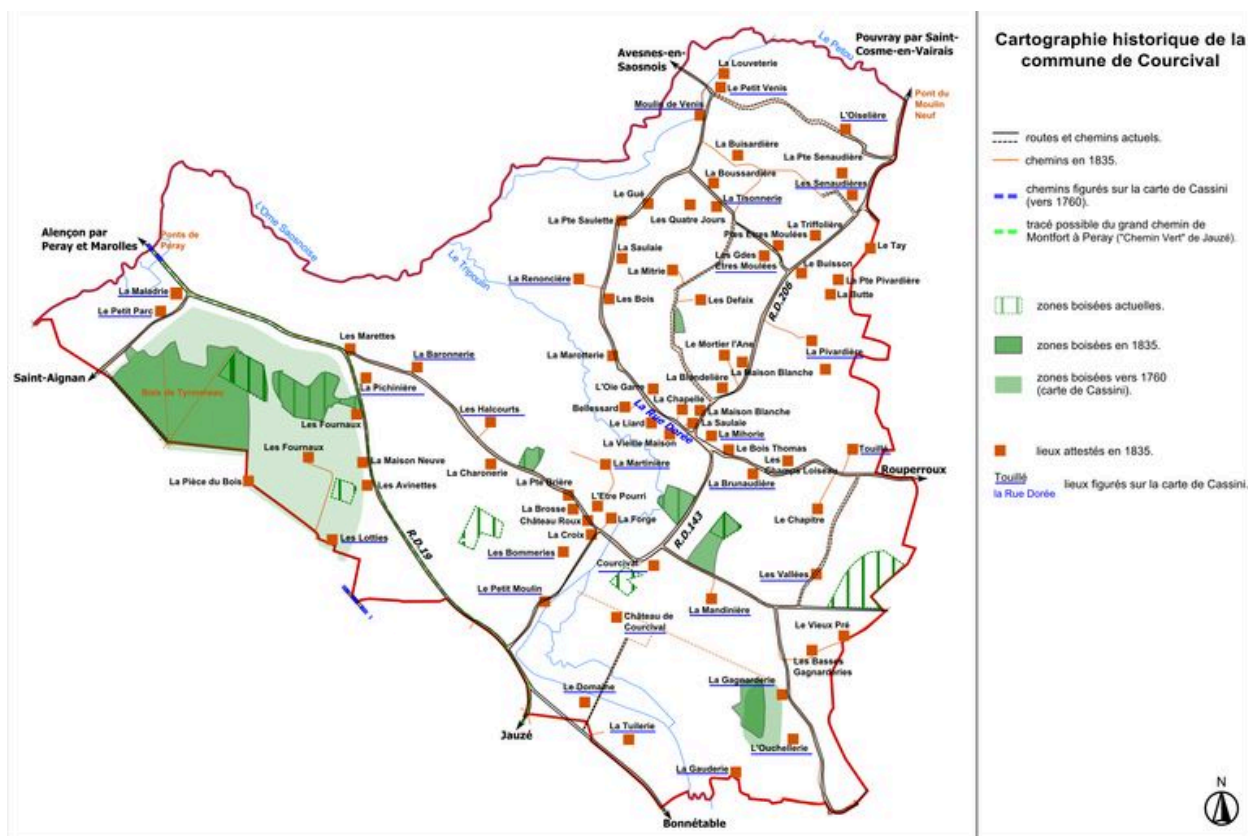 Cartographie historique de la
commune de Courcival
routes et chemins actuels.
chemins en 1835.
chemins figurés sur la carte de Cassini
(vers 1760).
tracé possible du grand chemin de
Montfort à Peray ("Chemin Vert" de Jauzé).
zones boisées actuelles.
zones boisées en 1835.
zones boisées vers 1760
(carte de Cassini).
lieux attestés en 1835.
Touillé
la Rue Dorée
lieux figurés sur la carte de Cassini.
N
Pouvray par Saint-
Cosme-en-Vairais
Avesnes-en-
Saosnois
Le Petou
La Louveterie
Le Petit Venis
Pont du
Moulin
Neuf
Moulin de Venis
L'Oiselière
La Buisardière
La Pte Senaudière
La Boussardière
Les Senaudières
Le Gué
La Tisonnerie
Les Quatre Jours
La Pte Saulette
La Triffolière
L'Orne Saosnoise
Alençon par
Peray et Marolles
Ponts de
Peray
Ptes Etres Moulées
Le Tay
La Saulaie
Les Gdes
Etres Moulées
Le Tripoulin
La Mitrie
Le Buisson
La Renoncière
La Pte Pivardière
La Maladrie
La Butte
Les Bois
Les Defaix
R.D.206
Le Petit Parc
Les Marettes
Le Mortier l'Ane
La Baronnerie
La Marotterie
La Pivardière
Saint-Aignan
La Maison Blanche
La Pichinière
La Blandelière
L'Oie Garre
Bois de Tyronneau
Bellessard
La Chapelle
La Maison Blanche
Les Halcourts
La Rue Dorée
Les Fournaux
Le Liard
La Saulaie
La Mihorie
La Vieille Maison
Les Fournaux
Le Bois Thomas
Touillé
La Maison Neuve
La Martinière
Les
Champs Loiseau
La Charonerie
Rouperroux
La Pièce du Bois
La Pte Brière
La Brunaudière
Les Avinettes
L'Etre Pourri
La Brosse
Château Roux
La Forge
Le Chapitre
La Croix
R.D.143
Les Lotties
R.D.19
Les Bommeries
Courcival
Les Vallées
Le Petit Moulin
La Mandinière
Château de
Courcival
Le Vieux Pré
Les Basses
Gagnarderies
Le Domaine
La Gagnarderie
La Tuilerie
Jauzé
L'Ouchellerie
La Gauderie
Bonnétable